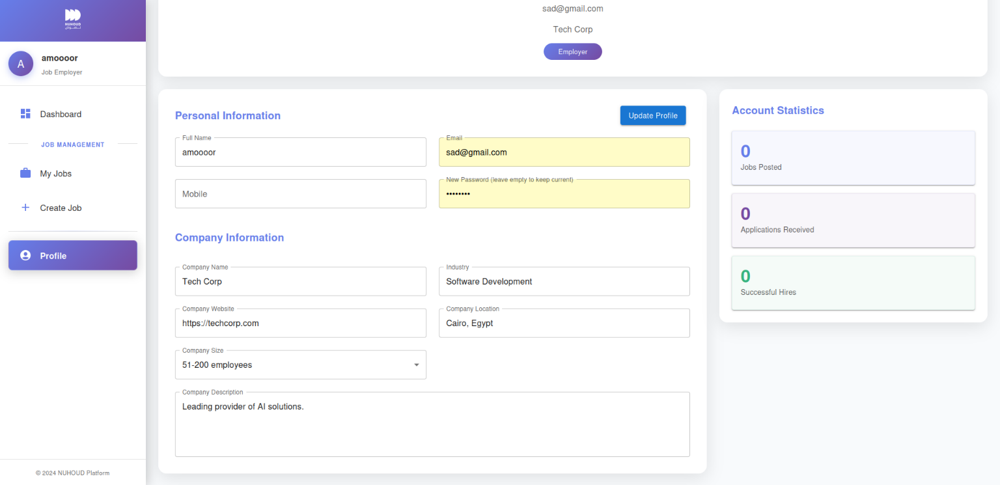 NUHOUD
amoooor
A
Job Employer
Dashboard
JOB MANAGEMENT
My Jobs
Create Job
Profile
© 2024 NUHOUD Platform
sad@gmail.com
Tech Corp
Employer
Personal Information
Update Profile
Full Name
amoooor
Email
sad@gmail.com
Mobile
New Password (leave empty to keep current)
••••••••
Company Information
Company Name
Tech Corp
Industry
Software Development
Company Website
https://techcorp.com
Company Location
Cairo, Egypt
Company Size
51-200 employees
Company Description
Leading provider of AI solutions.
Account Statistics
0
Jobs Posted
0
Applications Received
0
Successful Hires